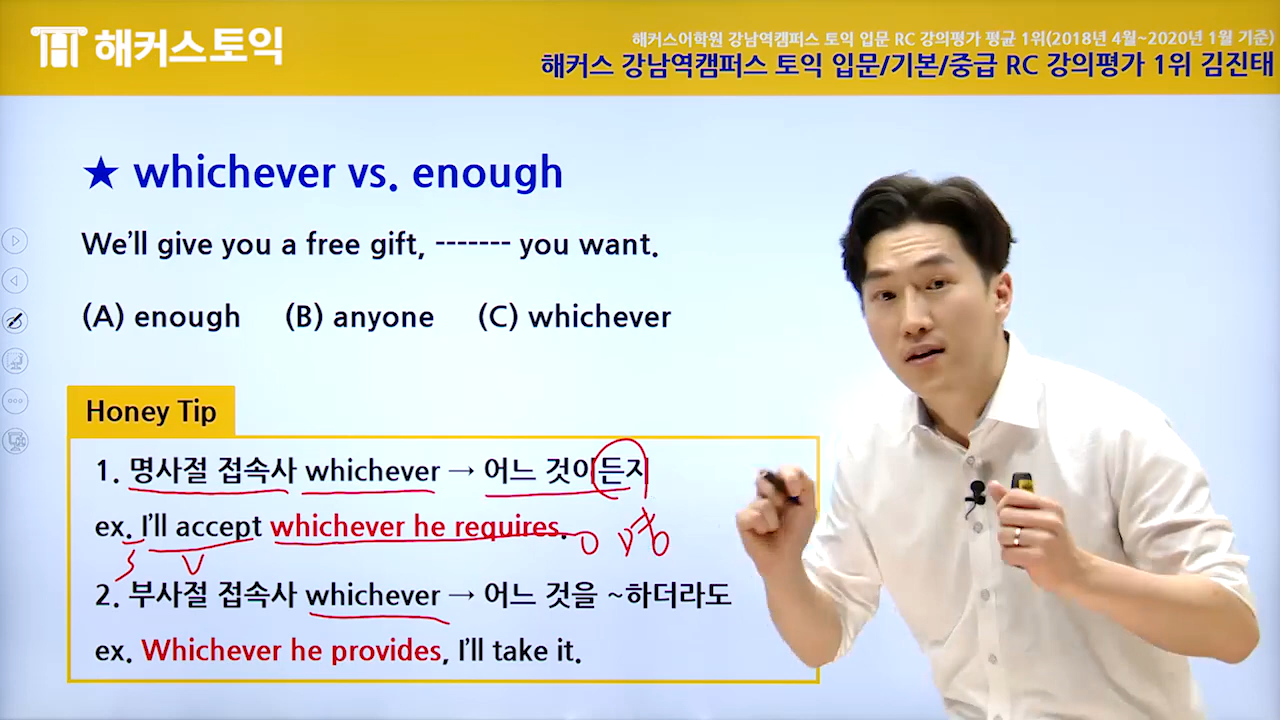 해커스토익
해커스어학원 강남역캠퍼스 토익 입문 RC 강의평가 평균 1위(2018년 4월~2020년 1월 기준)
해커스 강남역캠퍼스 토익 입문/기본/중급 RC 강의평가 1위 김진태
★ whichever vs. enough
We'll give you a free gift, ------- you want.
(A) enough (B) anyone (C) whichever
Honey Tip
1. 명사절 접속사 whichever → 어느 것이든지
ex. I'll accept whichever he requires.
S V O
2. 부사절 접속사 whichever → 어느 것을 ~하더라도
ex. Whichever he provides, I'll take it.